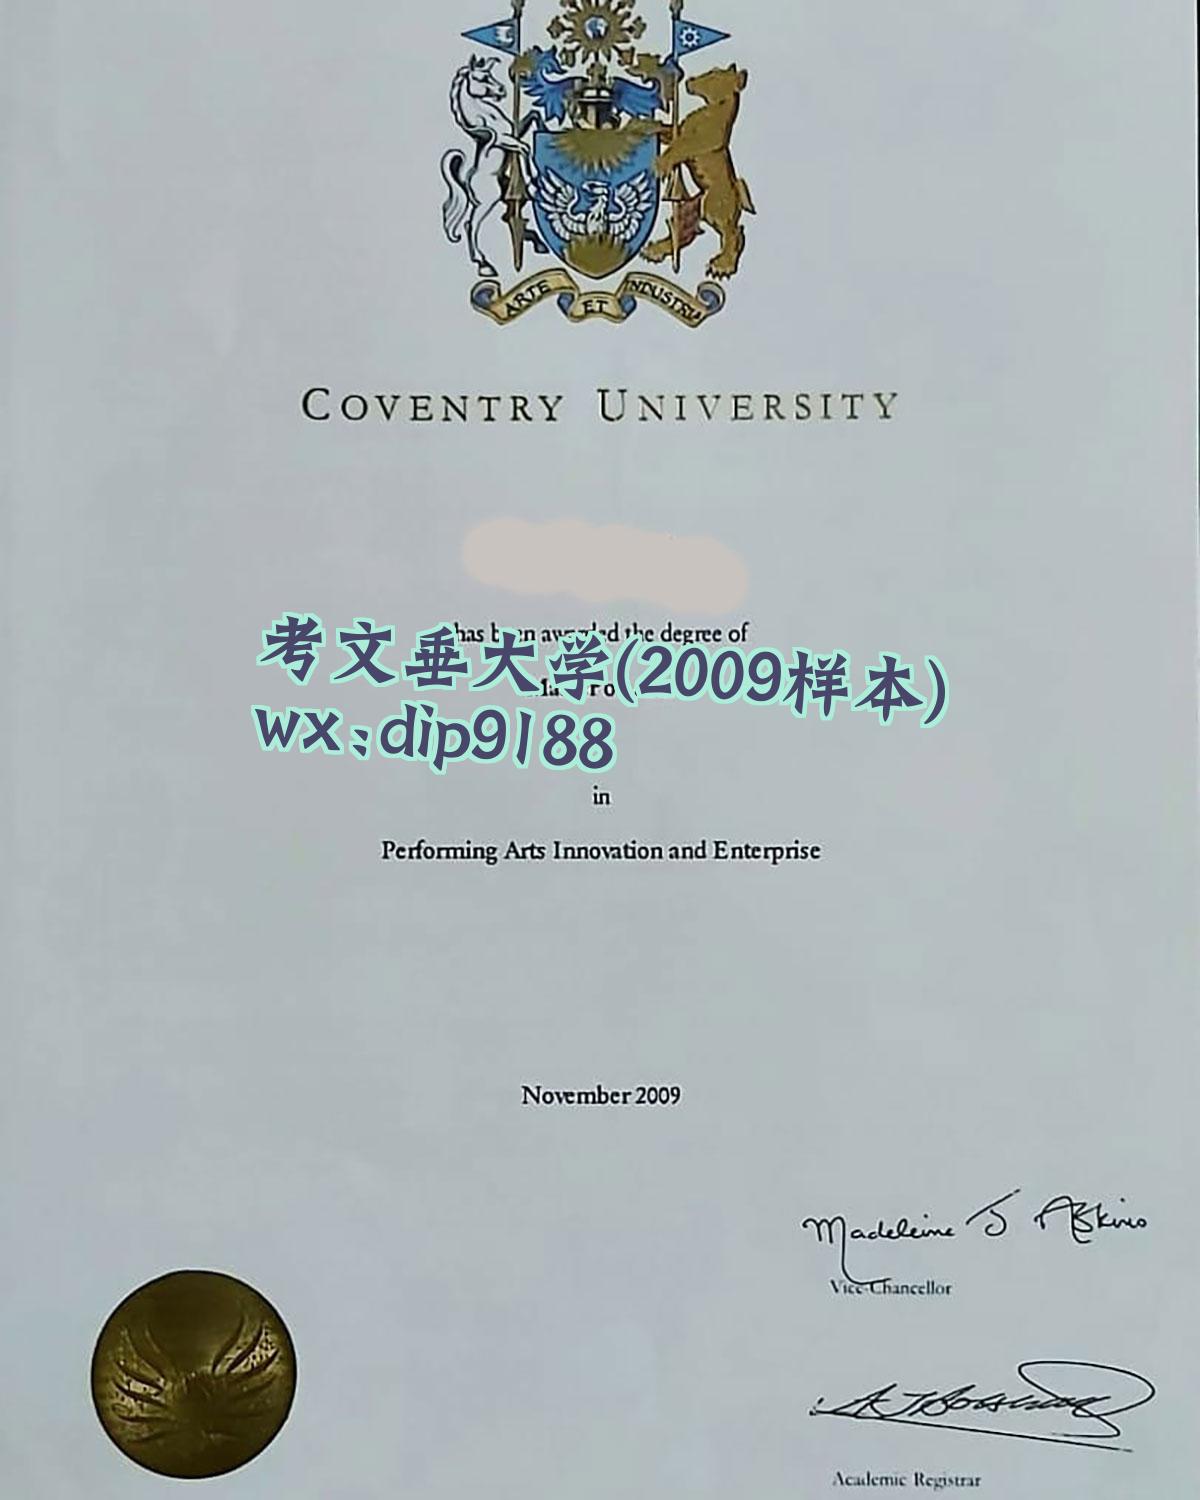 ARTE ET INDUSTRIA
COVENTRY UNIVERSITY
has been awarded the degree of
考文垂大学(2009样本)
wx:dip9188
in
Performing Arts Innovation and Enterprise
November 2009
Madeleine J Atkins
Vice-Chancellor
Academic Registrar